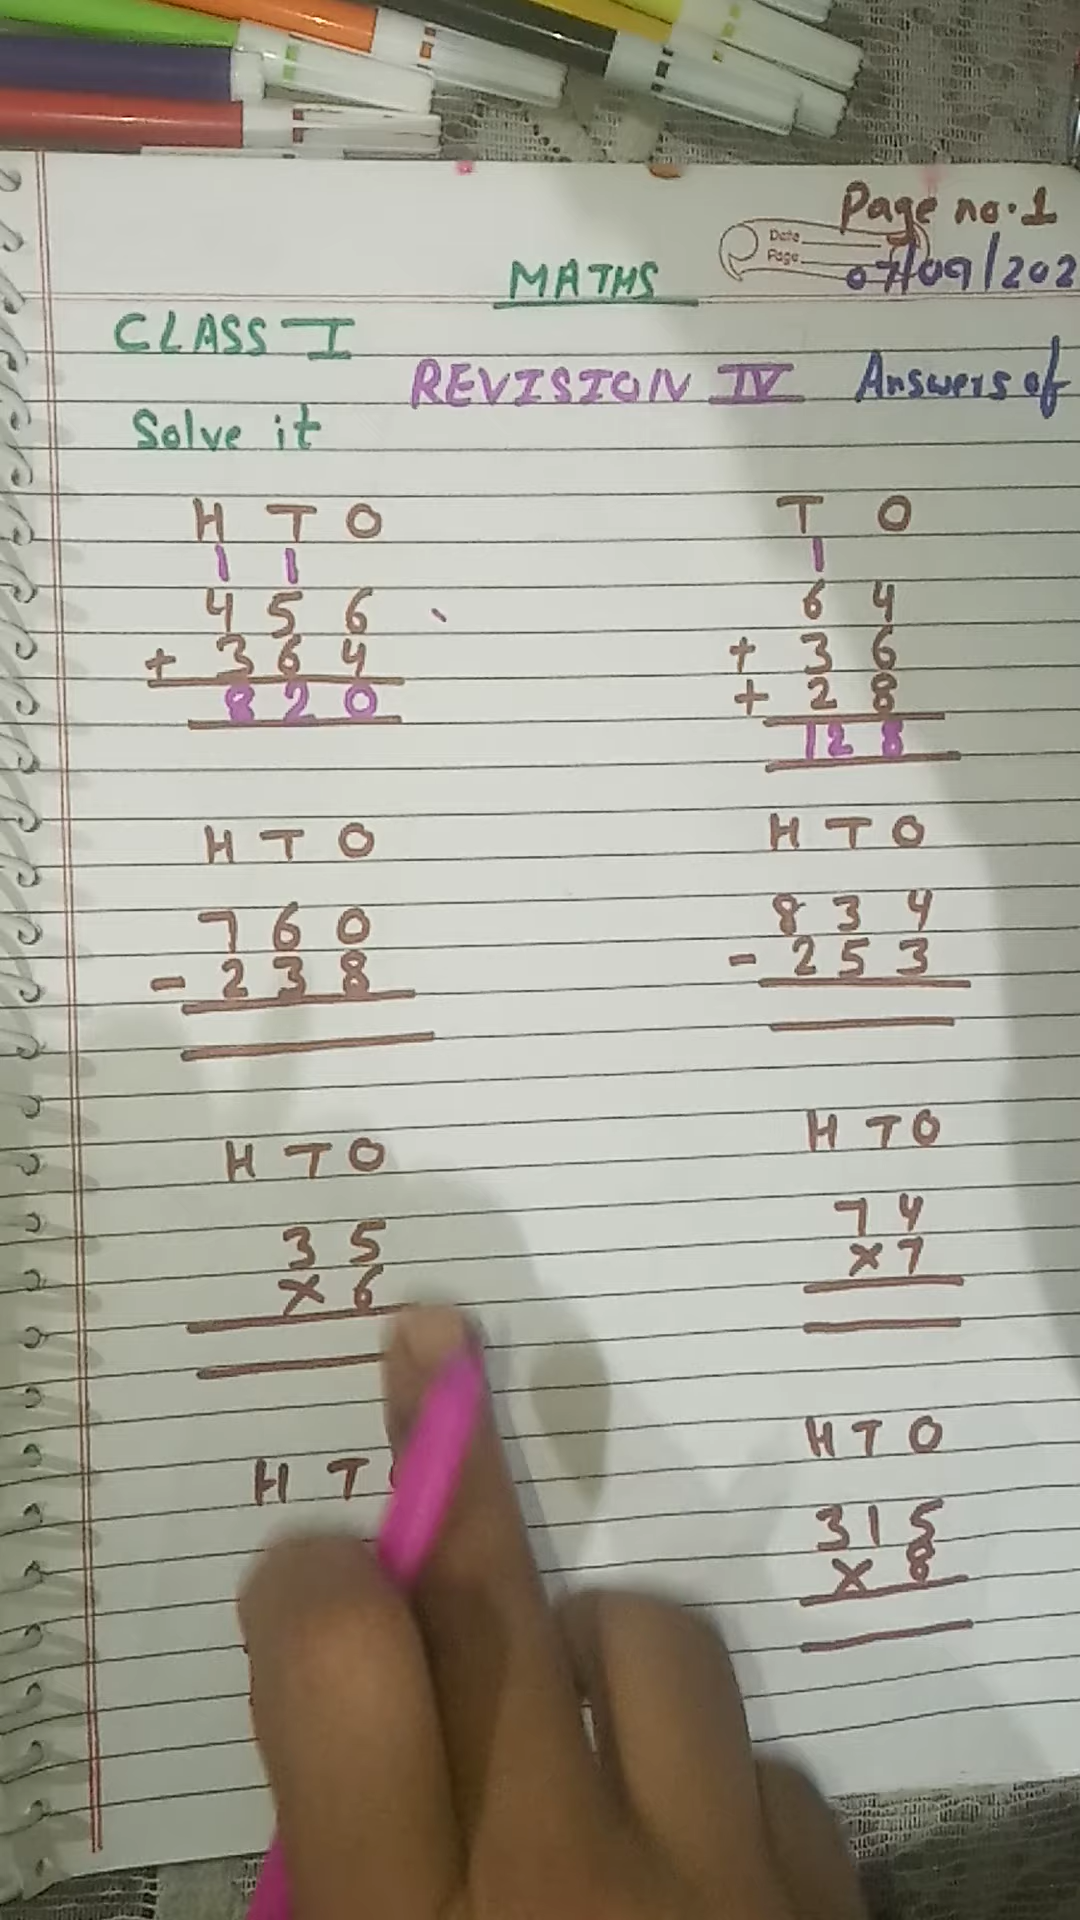 Page no. 1
Date
Page
07/09/202
MATHS
CLASS I
REVISION IV Answers of
Solve it
H T O
1 1
4 5 6
+ 3 6 4
8 2 0
T O
1
6 4
+ 3 6
+ 2 8
12 8
H T O
7 6 0
- 2 3 8
H T O
8 3 4
- 2 5 3
H T O
3 5
x 6
H T O
7 4
x 7
H T
H T O
3 1 5
x 8